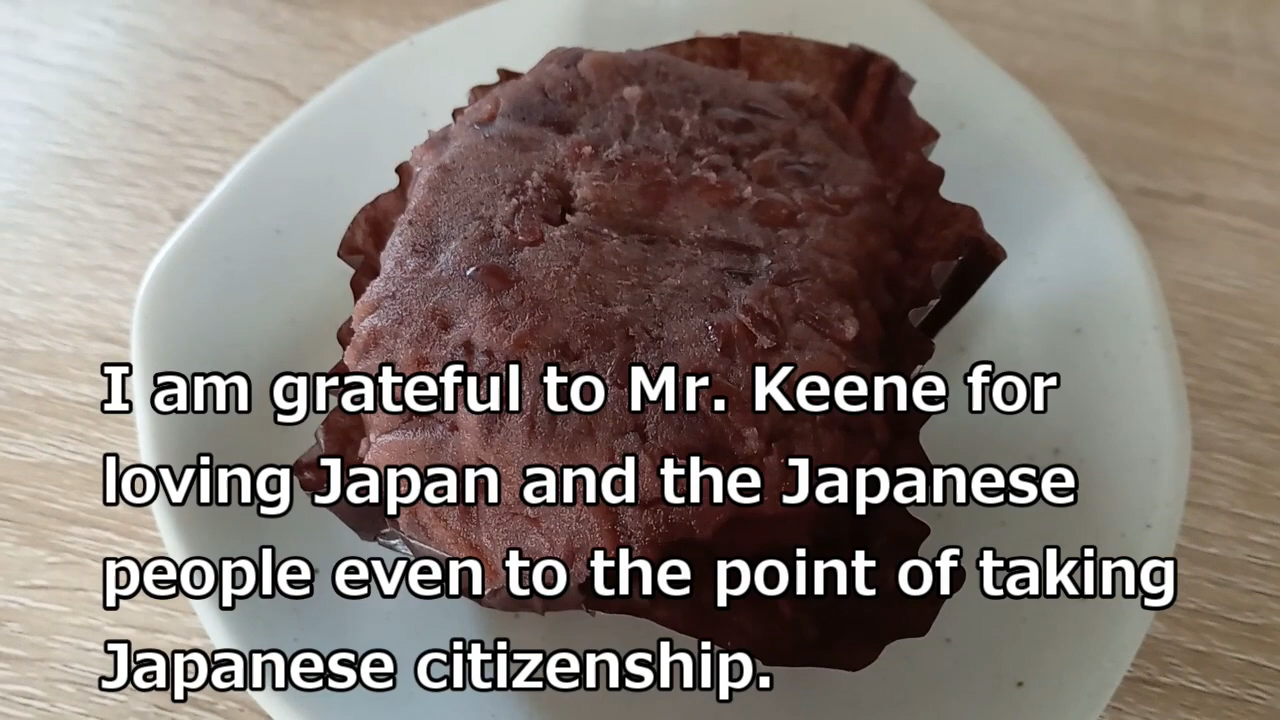 I am grateful to Mr. Keene for
loving Japan and the Japanese
people even to the point of taking
Japanese citizenship.